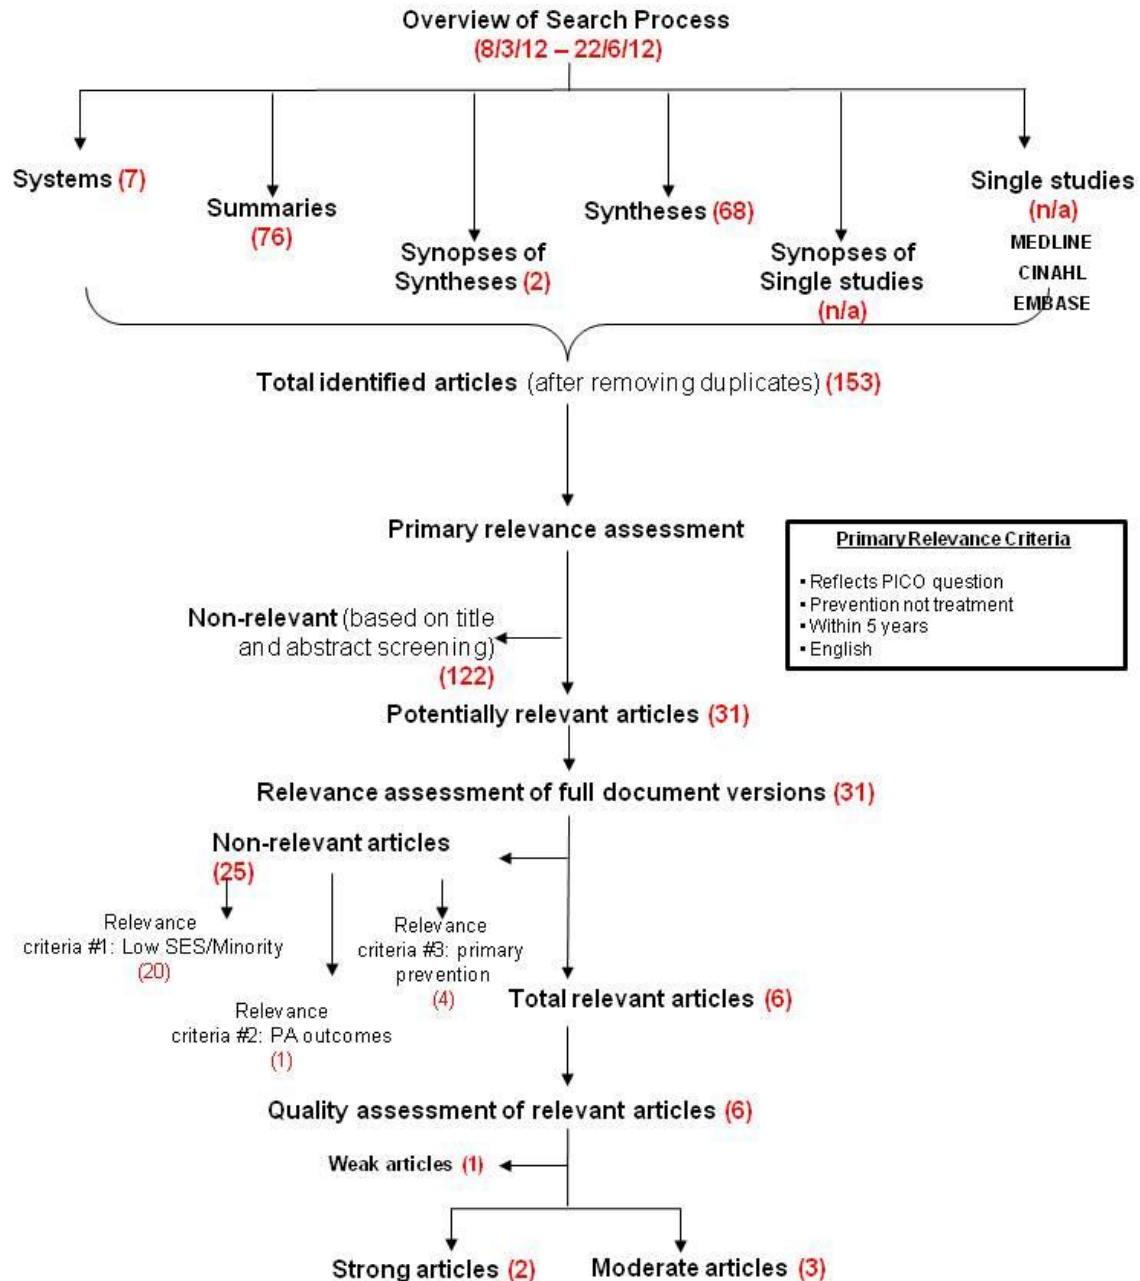 Overview of Search Process
(8/3/12 – 22/6/12)
Systems (7)
Summaries
(76)
Synopses of
Syntheses (2)
Syntheses (68)
Synopses of
Single studies
(n/a)
Single studies
(n/a)
MEDLINE
CINAHL
EMBASE
Total identified articles (after removing duplicates) (153)
Primary relevance assessment
Primary Relevance Criteria
▪ Reflects PICO question
▪ Prevention not treatment
▪ Within 5 years
▪ English
Non-relevant (based on title
and abstract screening)
(122)
Potentially relevant articles (31)
Relevance assessment of full document versions (31)
Non-relevant articles
(25)
Relevance
criteria #1: Low SES/Minority
(20)
Relevance
criteria #2: PA outcomes
(1)
Relevance
criteria #3: primary
prevention
(4)
Total relevant articles (6)
Quality assessment of relevant articles (6)
Weak articles (1)
Strong articles (2)
Moderate articles (3)